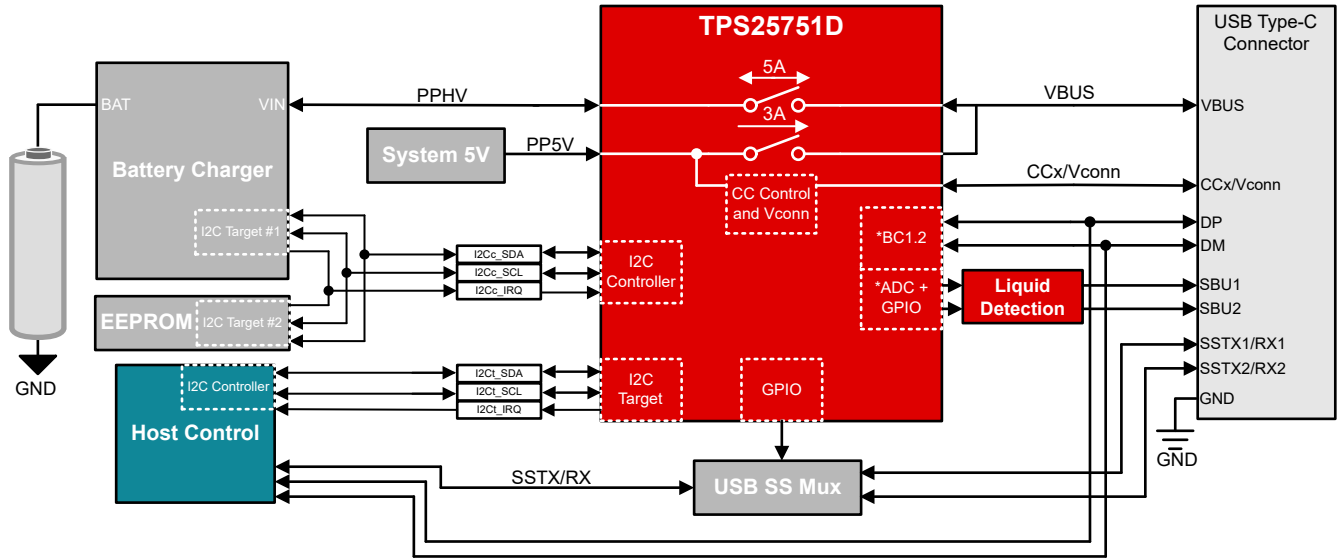 TPS25751D
USB Type-C
Connector
5A
BAT
VIN
PPHV
VBUS
VBUS
3A
Battery Charger
System 5V
PP5V
CC Control
and Vconn
CCx/Vconn
CCx/Vconn
I2C Target #1
*BC1.2
DP
DM
I2Cc_SDA
I2Cc_SCL
I2Cc_IRQ
I2C
Controller
*ADC +
GPIO
Liquid
Detection
SBU1
SBU2
EEPROM
I2C Target #2
SSTX1/RX1
SSTX2/RX2
GND
GND
I2C Controller
I2Ct_SDA
I2Ct_SCL
I2Ct_IRQ
I2C
Target
GPIO
Host Control
GND
SSTX/RX
USB SS Mux